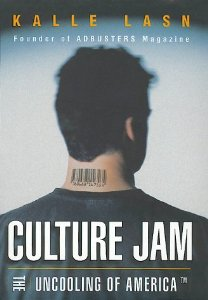 KALLE LASN
Founder of ADBUSTERS Magazine
CULTURE JAM
THE UNCOOLING OF AMERICA™